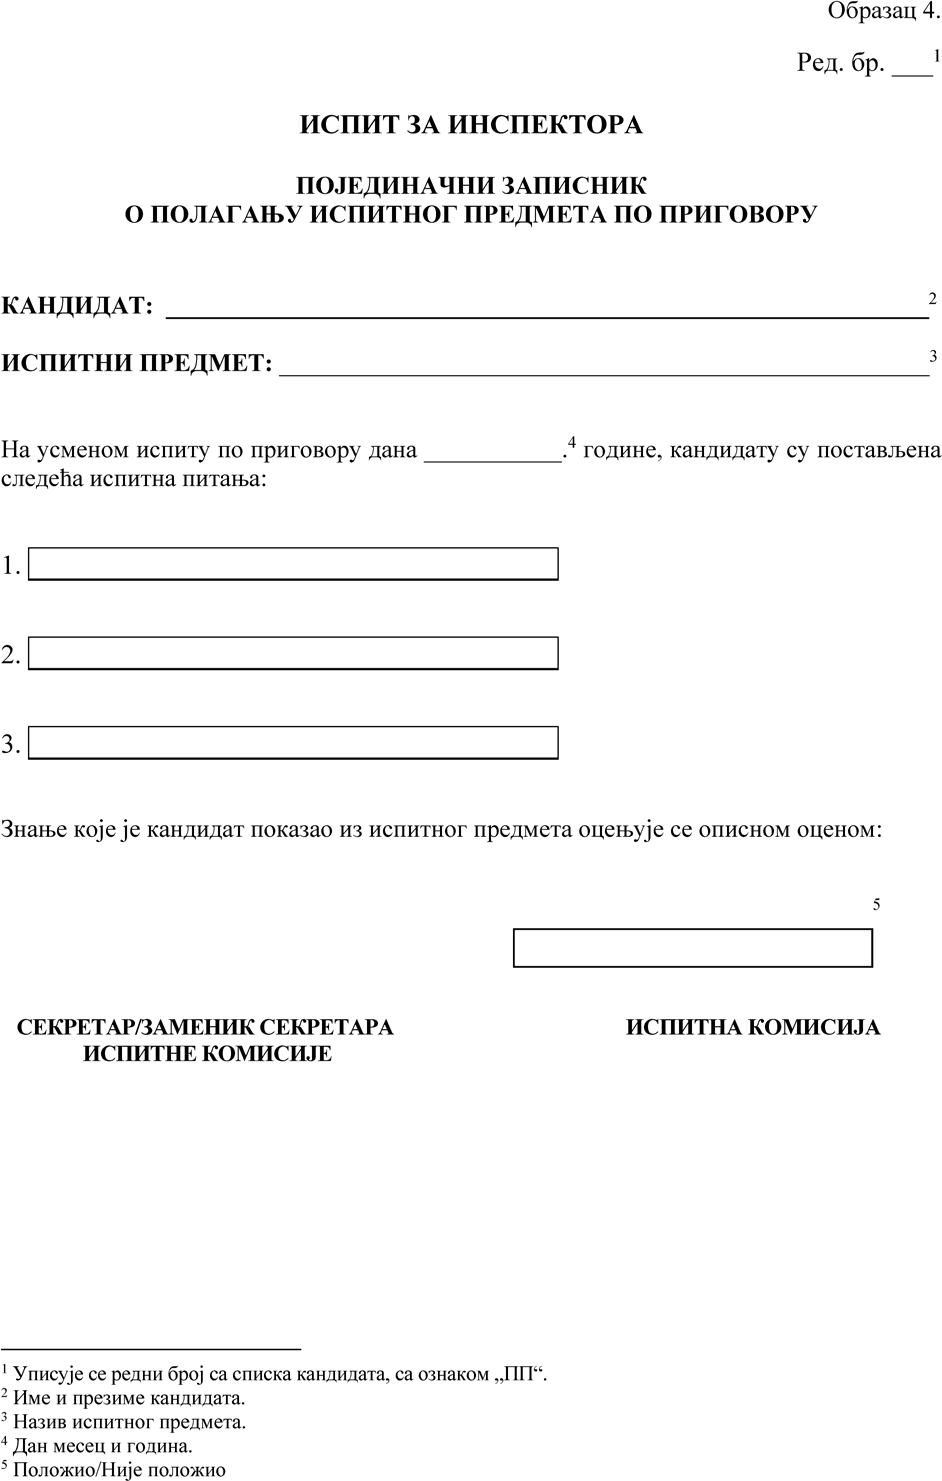 Образац 4.
Ред. бр. ___¹
ИСПИТ ЗА ИНСПЕКТОРА
ПОЈЕДИНАЧНИ ЗАПИСНИК
О ПОЛАГАЊУ ИСПИТНОГ ПРЕДМЕТА ПО ПРИГОВОРУ
КАНДИДАТ: ²
ИСПИТНИ ПРЕДМЕТ: ³
На усменом испиту по приговору дана ___________.⁴ године, кандидату су постављена
следећа испитна питања:
1.
2.
3.
Знање које је кандидат показао из испитног предмета оцењује се описном оценом:
⁵
СЕКРЕТАР/ЗАМЕНИК СЕКРЕТАРА ИСПИТНА КОМИСИЈА
ИСПИТНЕ КОМИСИЈЕ
¹ Уписује се редни број са списка кандидата, са ознаком „ПП“.
² Име и презиме кандидата.
³ Назив испитног предмета.
⁴ Дан месец и година.
⁵ Положио/Није положио